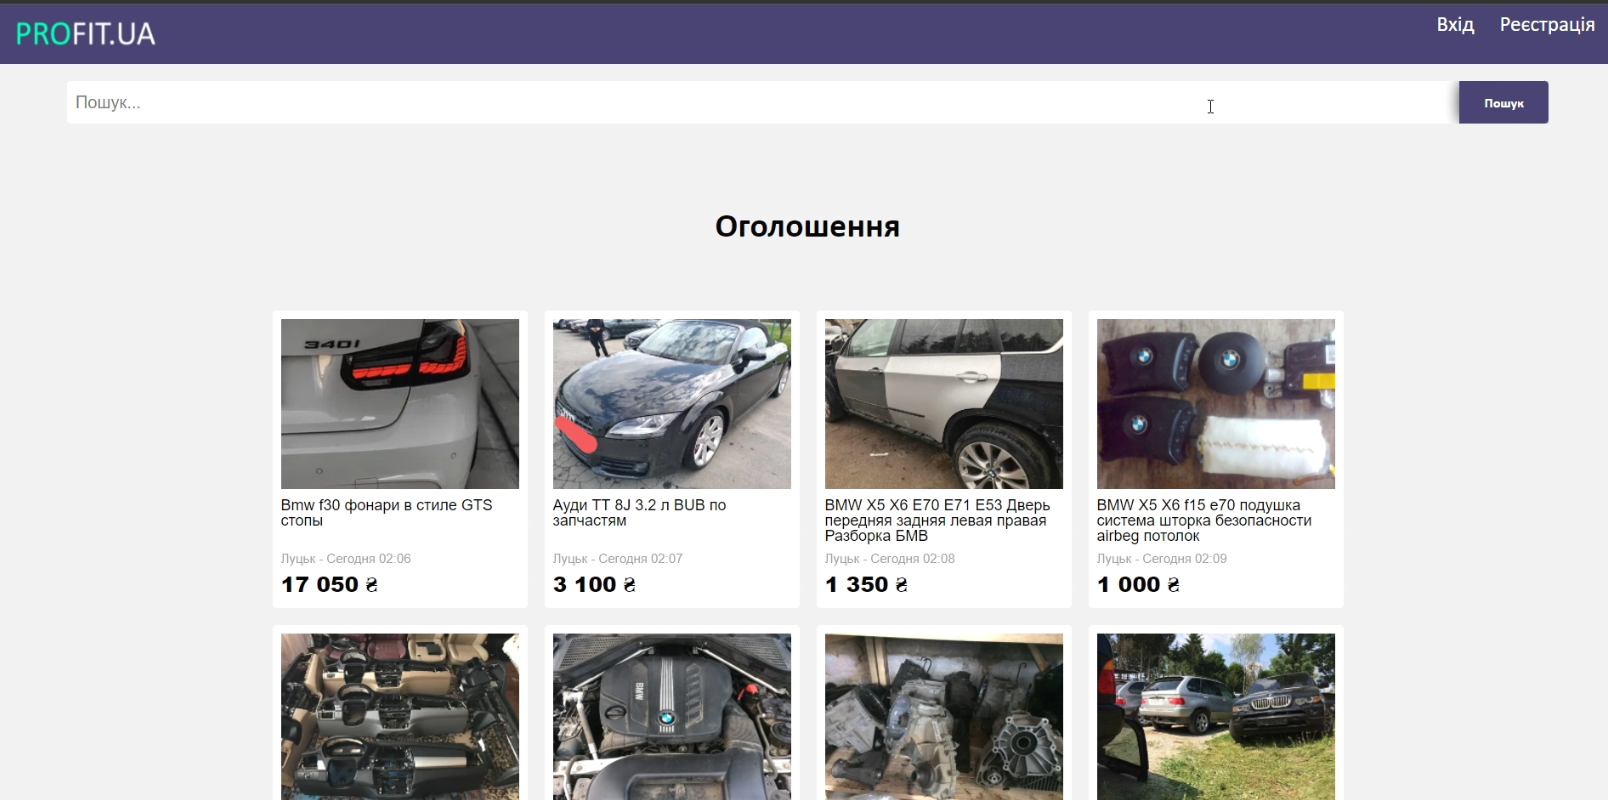 PROFIT.UA
Вхід
Реєстрація
Пошук...
Пошук
Оголошення
340i
Bmw f30 фонари в стиле GTS
стопы
Луцьк - Сегодня 02:06
17 050 ₴
Ауди ТТ 8J 3.2 л BUB по
запчастям
Луцьк - Сегодня 02:07
3 100 ₴
BMW X5 X6 E70 E71 E53 Дверь
передняя задняя левая правая
Разборка БМВ
Луцьк - Сегодня 02:08
1 350 ₴
BMW X5 X6 f15 e70 подушка
система шторка безопасности
airbeg потолок
Луцьк - Сегодня 02:09
1 000 ₴
BMW